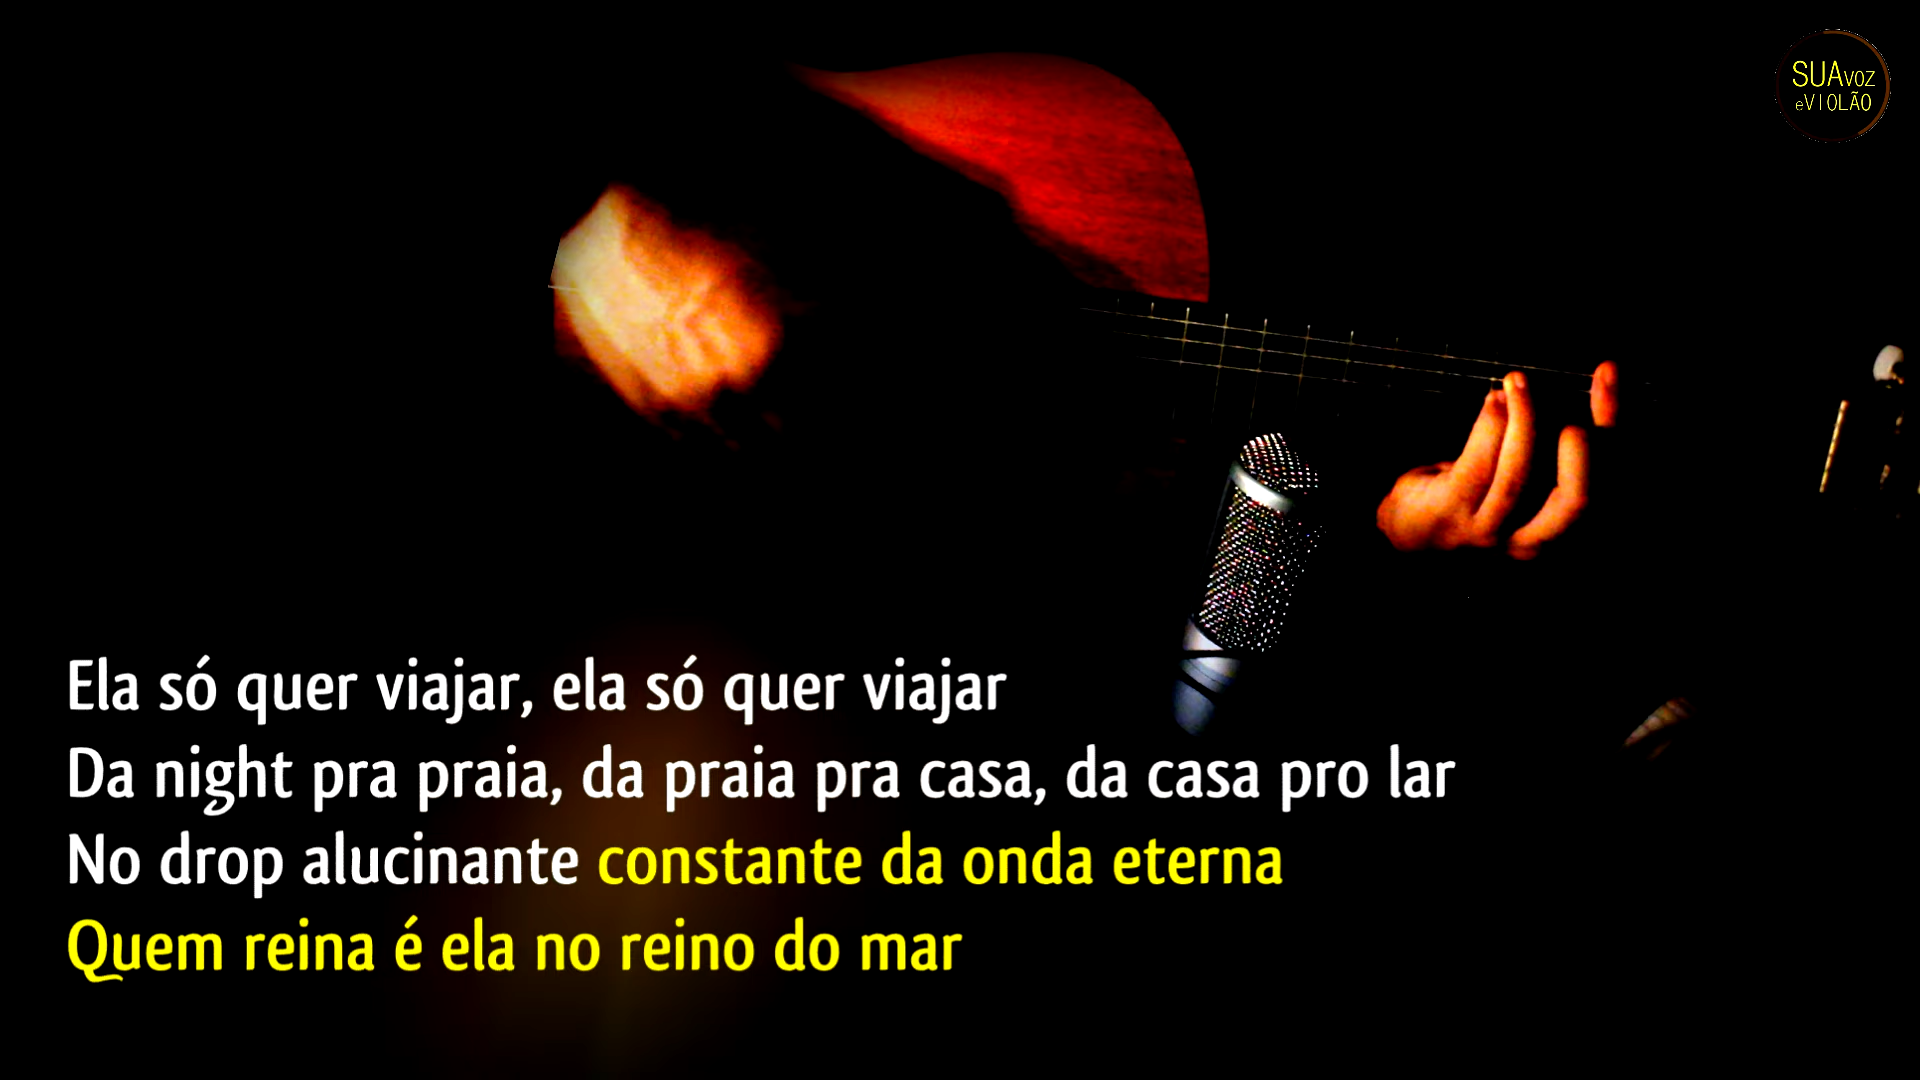 SUAVOZ
eVIOLÃO
Ela só quer viajar, ela só quer viajar
Da night pra praia, da praia pra casa, da casa pro lar
No drop alucinante constante da onda eterna
Quem reina é ela no reino do mar